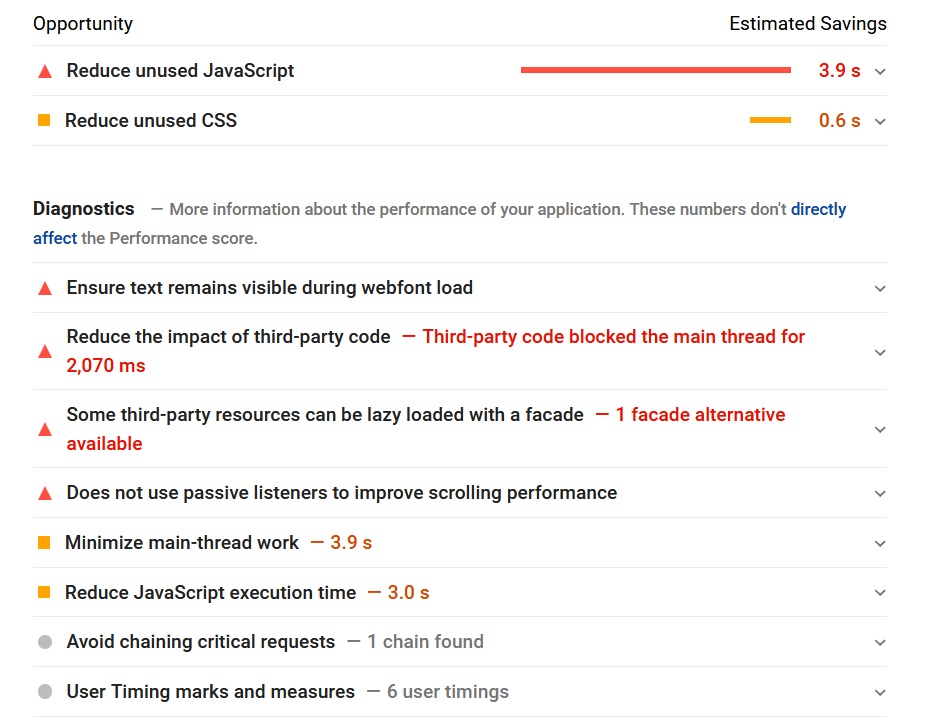 Opportunity Estimated Savings
Reduce unused JavaScript 3.9 s
Reduce unused CSS 0.6 s
Diagnostics — More information about the performance of your application. These numbers don't directly
affect the Performance score.
Ensure text remains visible during webfont load
Reduce the impact of third-party code — Third-party code blocked the main thread for
2,070 ms
Some third-party resources can be lazy loaded with a facade — 1 facade alternative
available
Does not use passive listeners to improve scrolling performance
Minimize main-thread work — 3.9 s
Reduce JavaScript execution time — 3.0 s
Avoid chaining critical requests — 1 chain found
User Timing marks and measures — 6 user timings